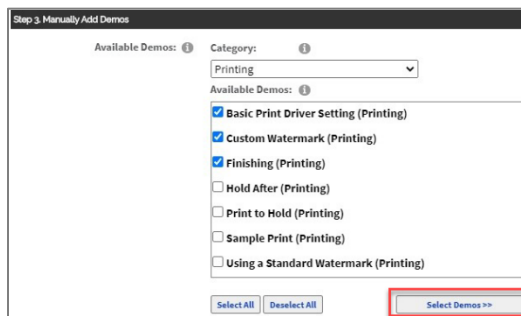 Step 3. Manually Add Demos
Available Demos: Category:
Printing
Available Demos:
Basic Print Driver Setting (Printing)
Custom Watermark (Printing)
Finishing (Printing)
Hold After (Printing)
Print to Hold (Printing)
Sample Print (Printing)
Using a Standard Watermark (Printing)
Select All Deselect All Select Demos >>